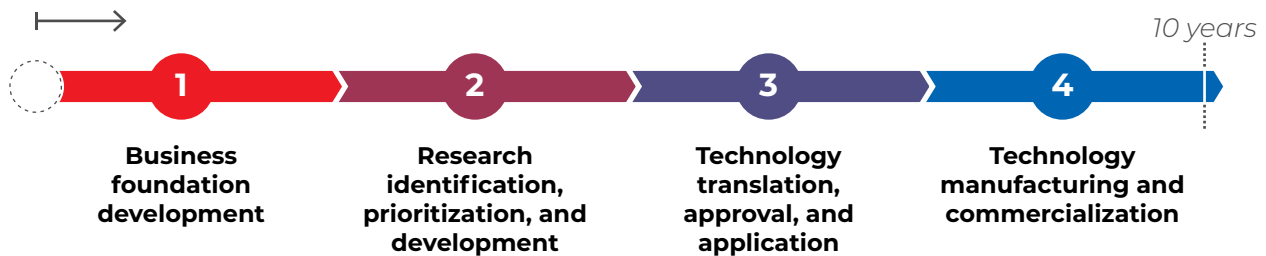 10 years
1
2
3
4
Business
foundation
development
Research
identification,
prioritization, and
development
Technology
translation,
approval, and
application
Technology
manufacturing and
commercialization